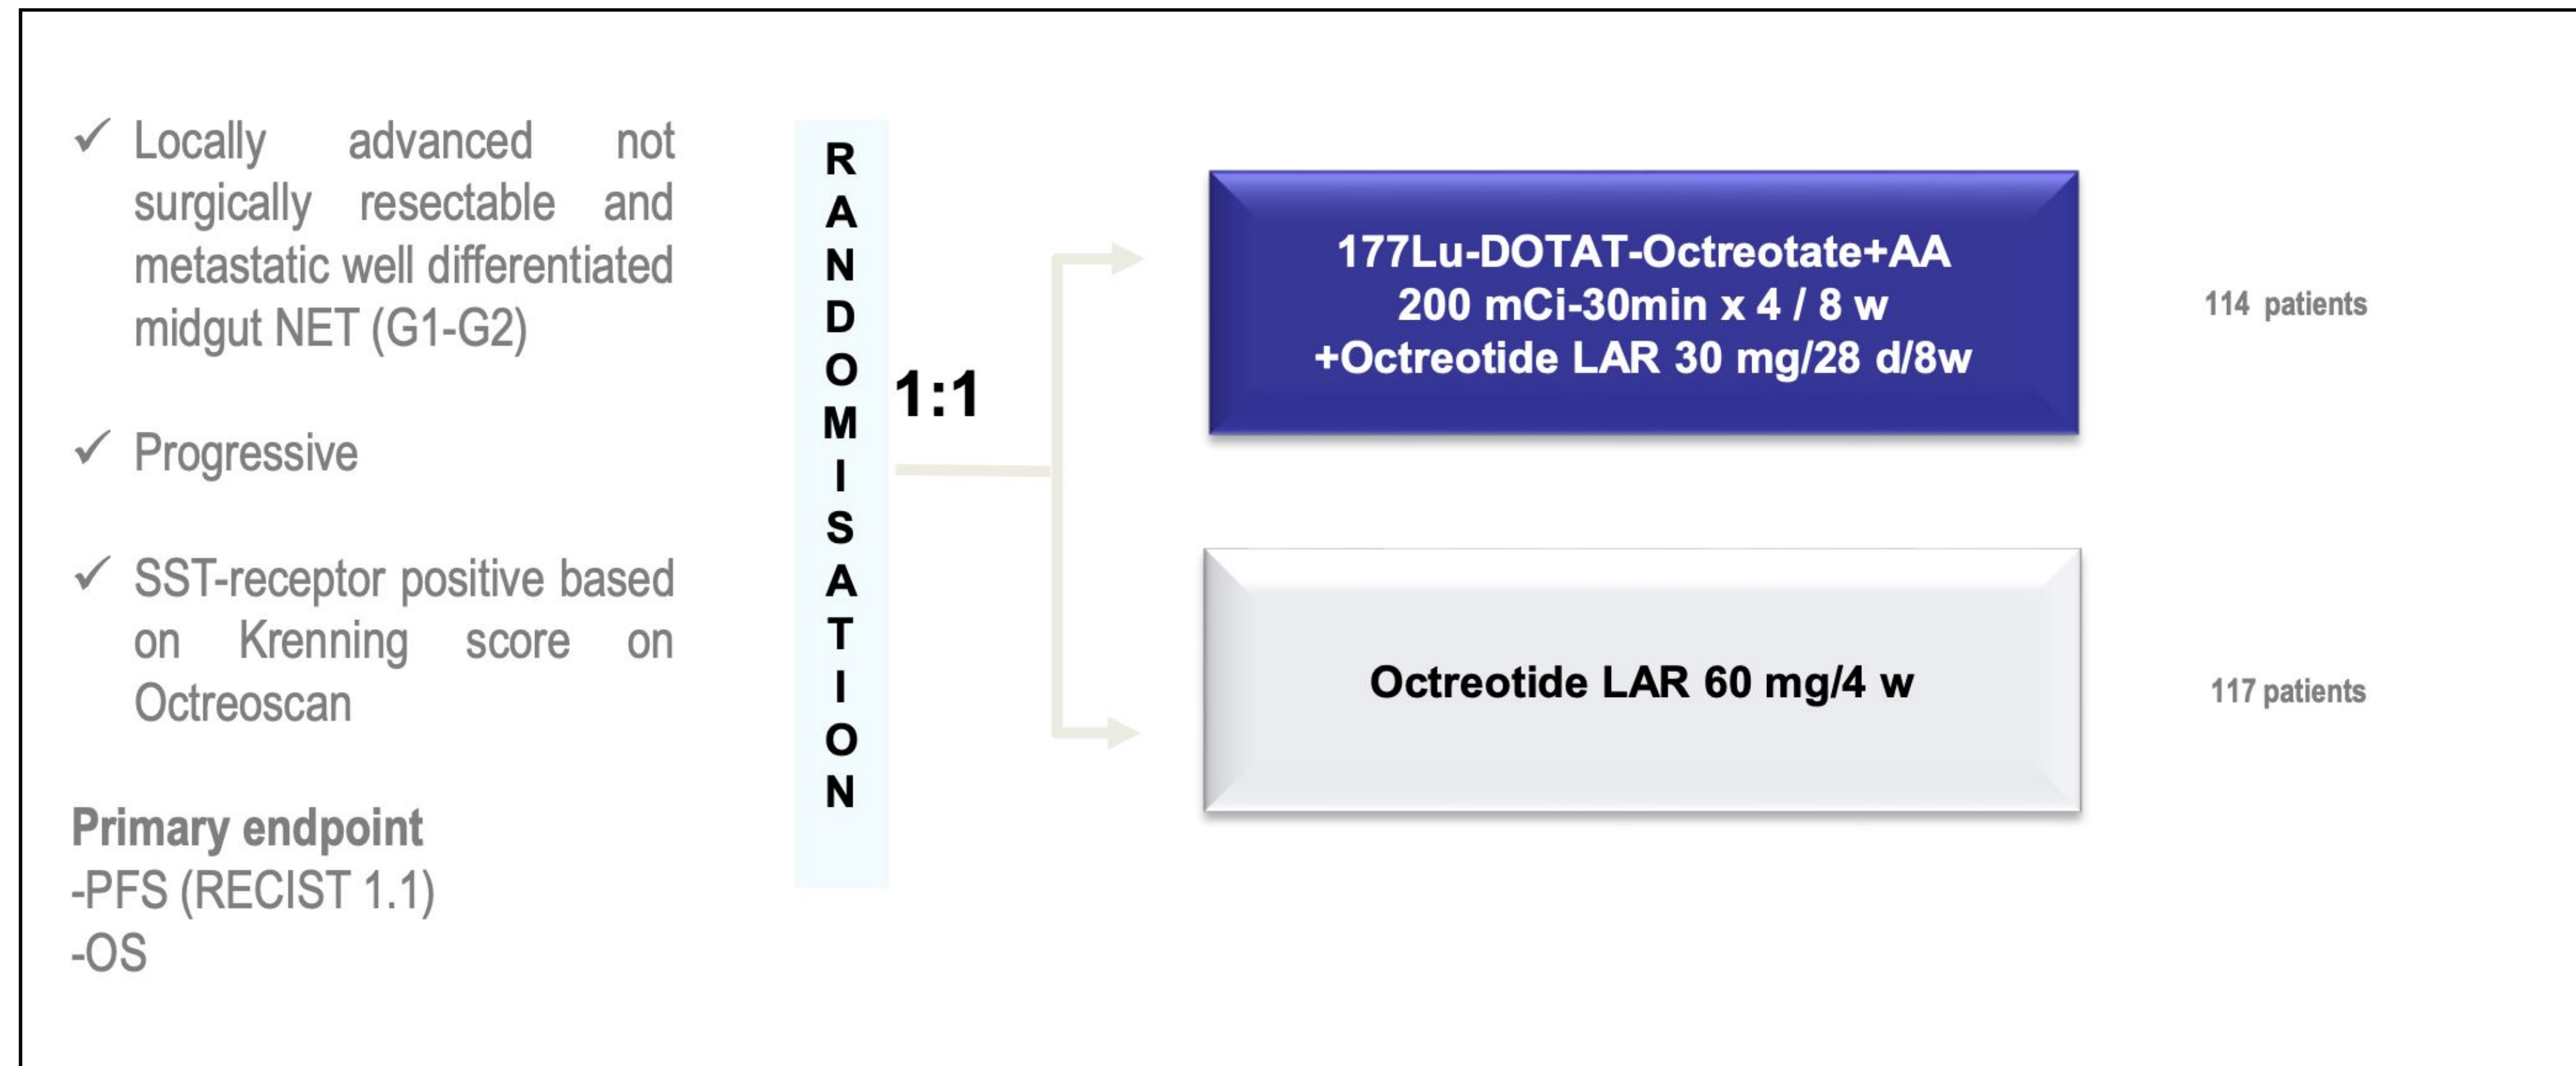 ✓ Locally advanced not
surgically resectable and
metastatic well differentiated
midgut NET (G1-G2)
✓ Progressive
✓ SST-receptor positive based
on Krenning score on
Octreoscan
Primary endpoint
-PFS (RECIST 1.1)
-OS
RANDOMISATION
1:1
177Lu-DOTAT-Octreotate+AA
200 mCi-30min x 4 / 8 w
+Octreotide LAR 30 mg/28 d/8w
114 patients
Octreotide LAR 60 mg/4 w
117 patients